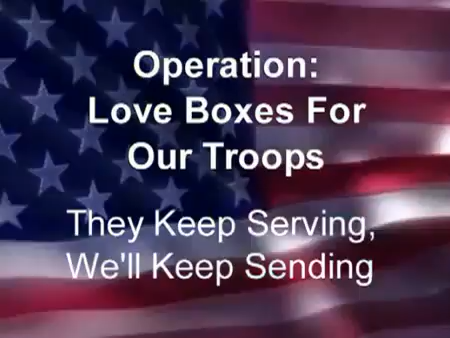 Operation:
Love Boxes For
Our Troops
They Keep Serving,
We'll Keep Sending